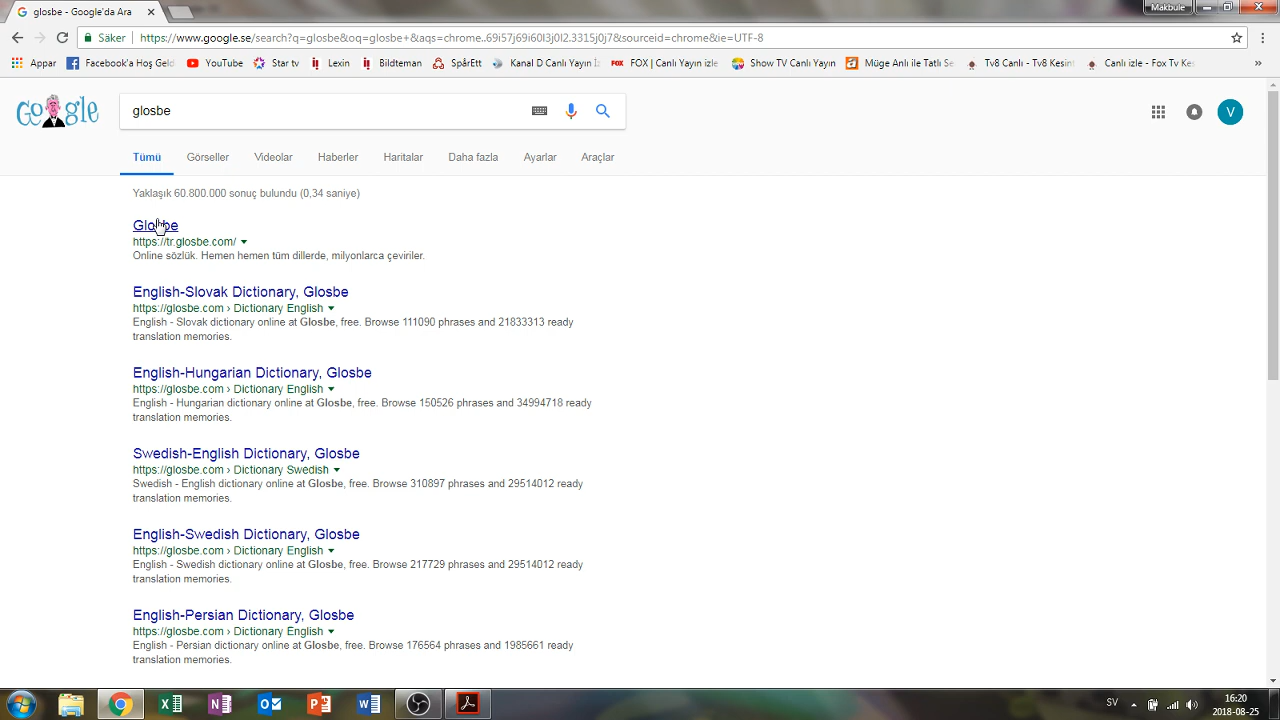 glosbe - Google'da Ara
Makbule
Säker
https://www.google.se/search?q=glosbe&oq=glosbe+&aqs=chrome..69i57j69i60l3j0l2.3315j0j7&sourceid=chrome&ie=UTF-8
Appar Facebook'a Hoş Geld YouTube Star tv Lexin Bildteman SpårEtt Kanal D Canlı Yayın İz FOX | Canlı Yayın izle Show TV Canlı Yayın Müge Anlı ile Tatlı Se Tv8 Canlı - Tv8 Kesint Canlı izle - Fox Tv Kes
Google
glosbe
V
Tümü Görseller Videolar Haberler Haritalar Daha fazla Ayarlar Araçlar
Yaklaşık 60.800.000 sonuç bulundu (0,34 saniye)
Glosbe
https://tr.glosbe.com/
Online sözlük. Hemen hemen tüm dillerde, milyonlarca çeviriler.
English-Slovak Dictionary, Glosbe
https://glosbe.com › Dictionary English
English - Slovak dictionary online at Glosbe, free. Browse 111090 phrases and 21833313 ready
translation memories.
English-Hungarian Dictionary, Glosbe
https://glosbe.com › Dictionary English
English - Hungarian dictionary online at Glosbe, free. Browse 150526 phrases and 34994718 ready
translation memories.
Swedish-English Dictionary, Glosbe
https://glosbe.com › Dictionary Swedish
Swedish - English dictionary online at Glosbe, free. Browse 310897 phrases and 29514012 ready
translation memories.
English-Swedish Dictionary, Glosbe
https://glosbe.com › Dictionary English
English - Swedish dictionary online at Glosbe, free. Browse 217729 phrases and 29514012 ready
translation memories.
English-Persian Dictionary, Glosbe
https://glosbe.com › Dictionary English
English - Persian dictionary online at Glosbe, free. Browse 176564 phrases and 1985661 ready
translation memories.
SV
16:20
2018-08-25